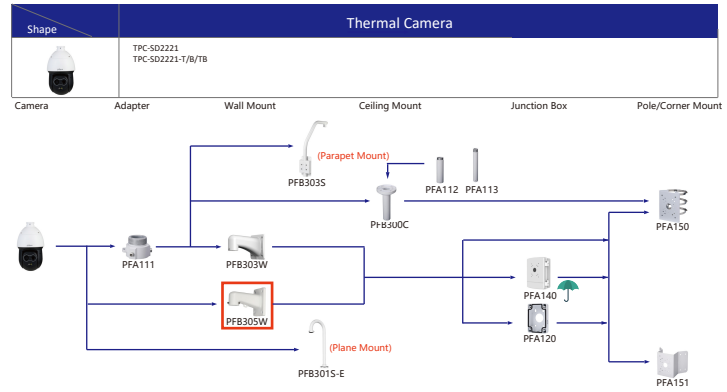 Shape
Thermal Camera
TPC-SD2221
TPC-SD2221-T/B/TB
Camera
Adapter
Wall Mount
Ceiling Mount
Junction Box
Pole/Corner Mount
(Parapet Mount)
PFB303S
PFA112
PFA113
PFB300C
PFA150
PFA111
PFB303W
PFA140
PFB305W
PFA120
(Plane Mount)
PFB301S-E
PFA151